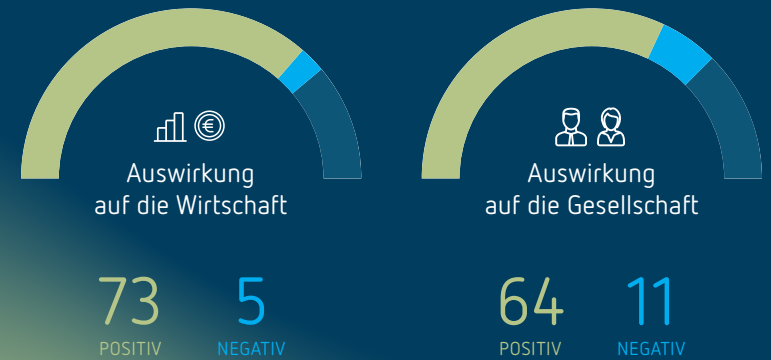 €
Auswirkung
auf die Wirtschaft
73 5
POSITIV NEGATIV
Auswirkung
auf die Gesellschaft
64 11
POSITIV NEGATIV